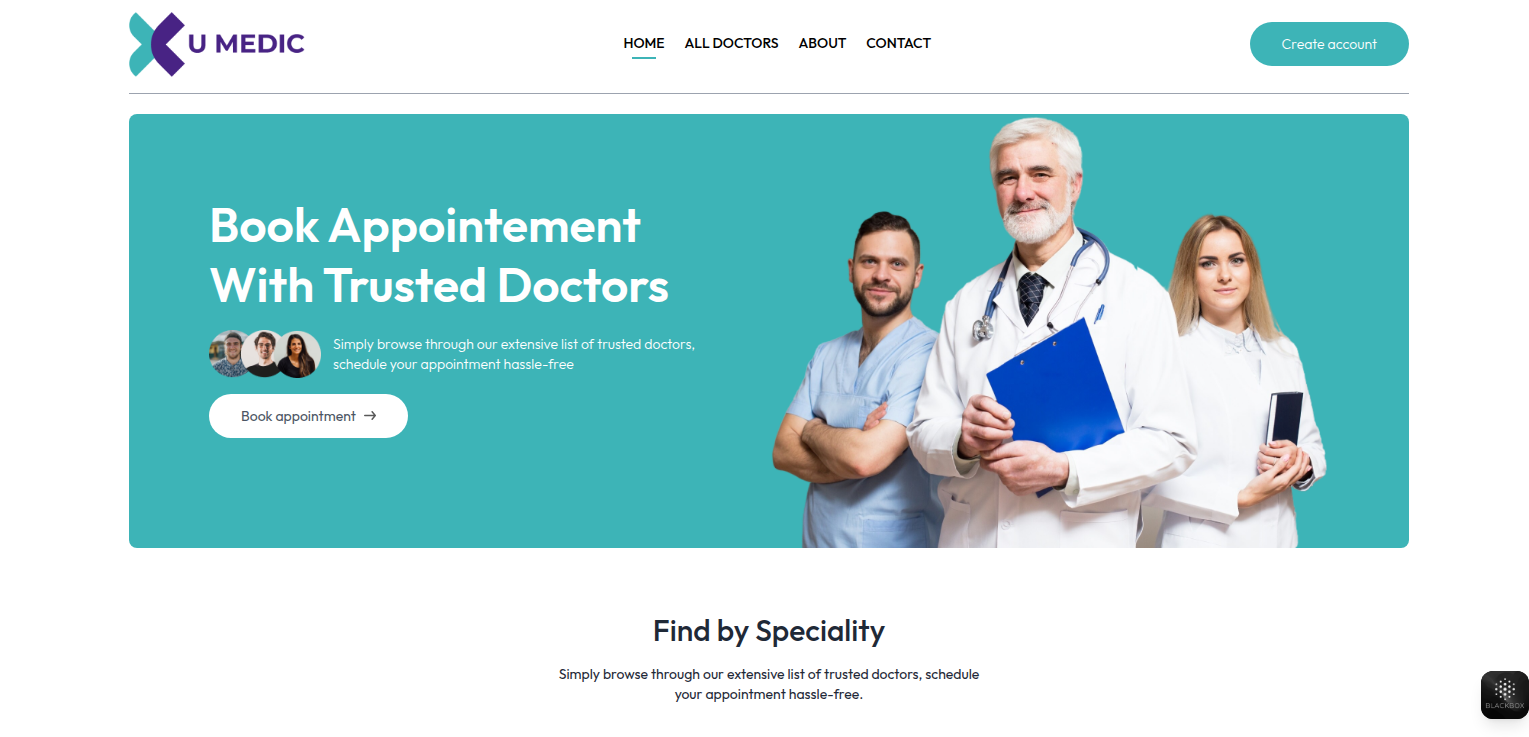 U MEDIC
HOME ALL DOCTORS ABOUT CONTACT
Create account
Book Appointement
With Trusted Doctors
Simply browse through our extensive list of trusted doctors,
schedule your appointment hassle-free
Book appointment →
Find by Speciality
Simply browse through our extensive list of trusted doctors, schedule
your appointment hassle-free.
BLACKBOX